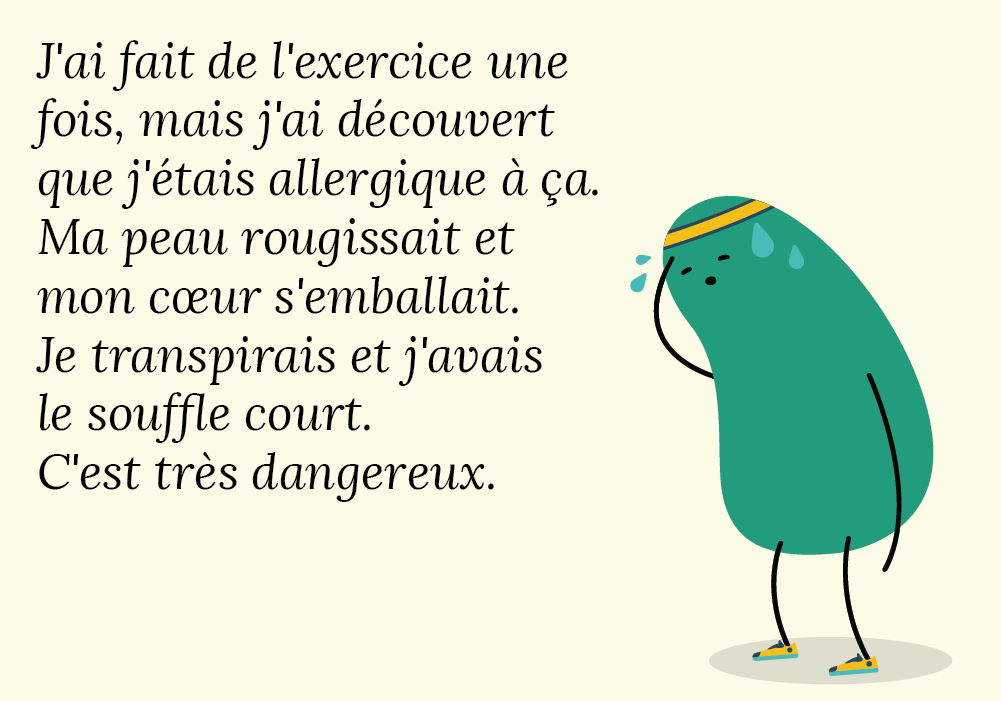 J'ai fait de l'exercice une
fois, mais j'ai découvert
que j'étais allergique à ça.
Ma peau rougissait et
mon cœur s'emballait.
Je transpirais et j'avais
le souffle court.
C'est très dangereux.